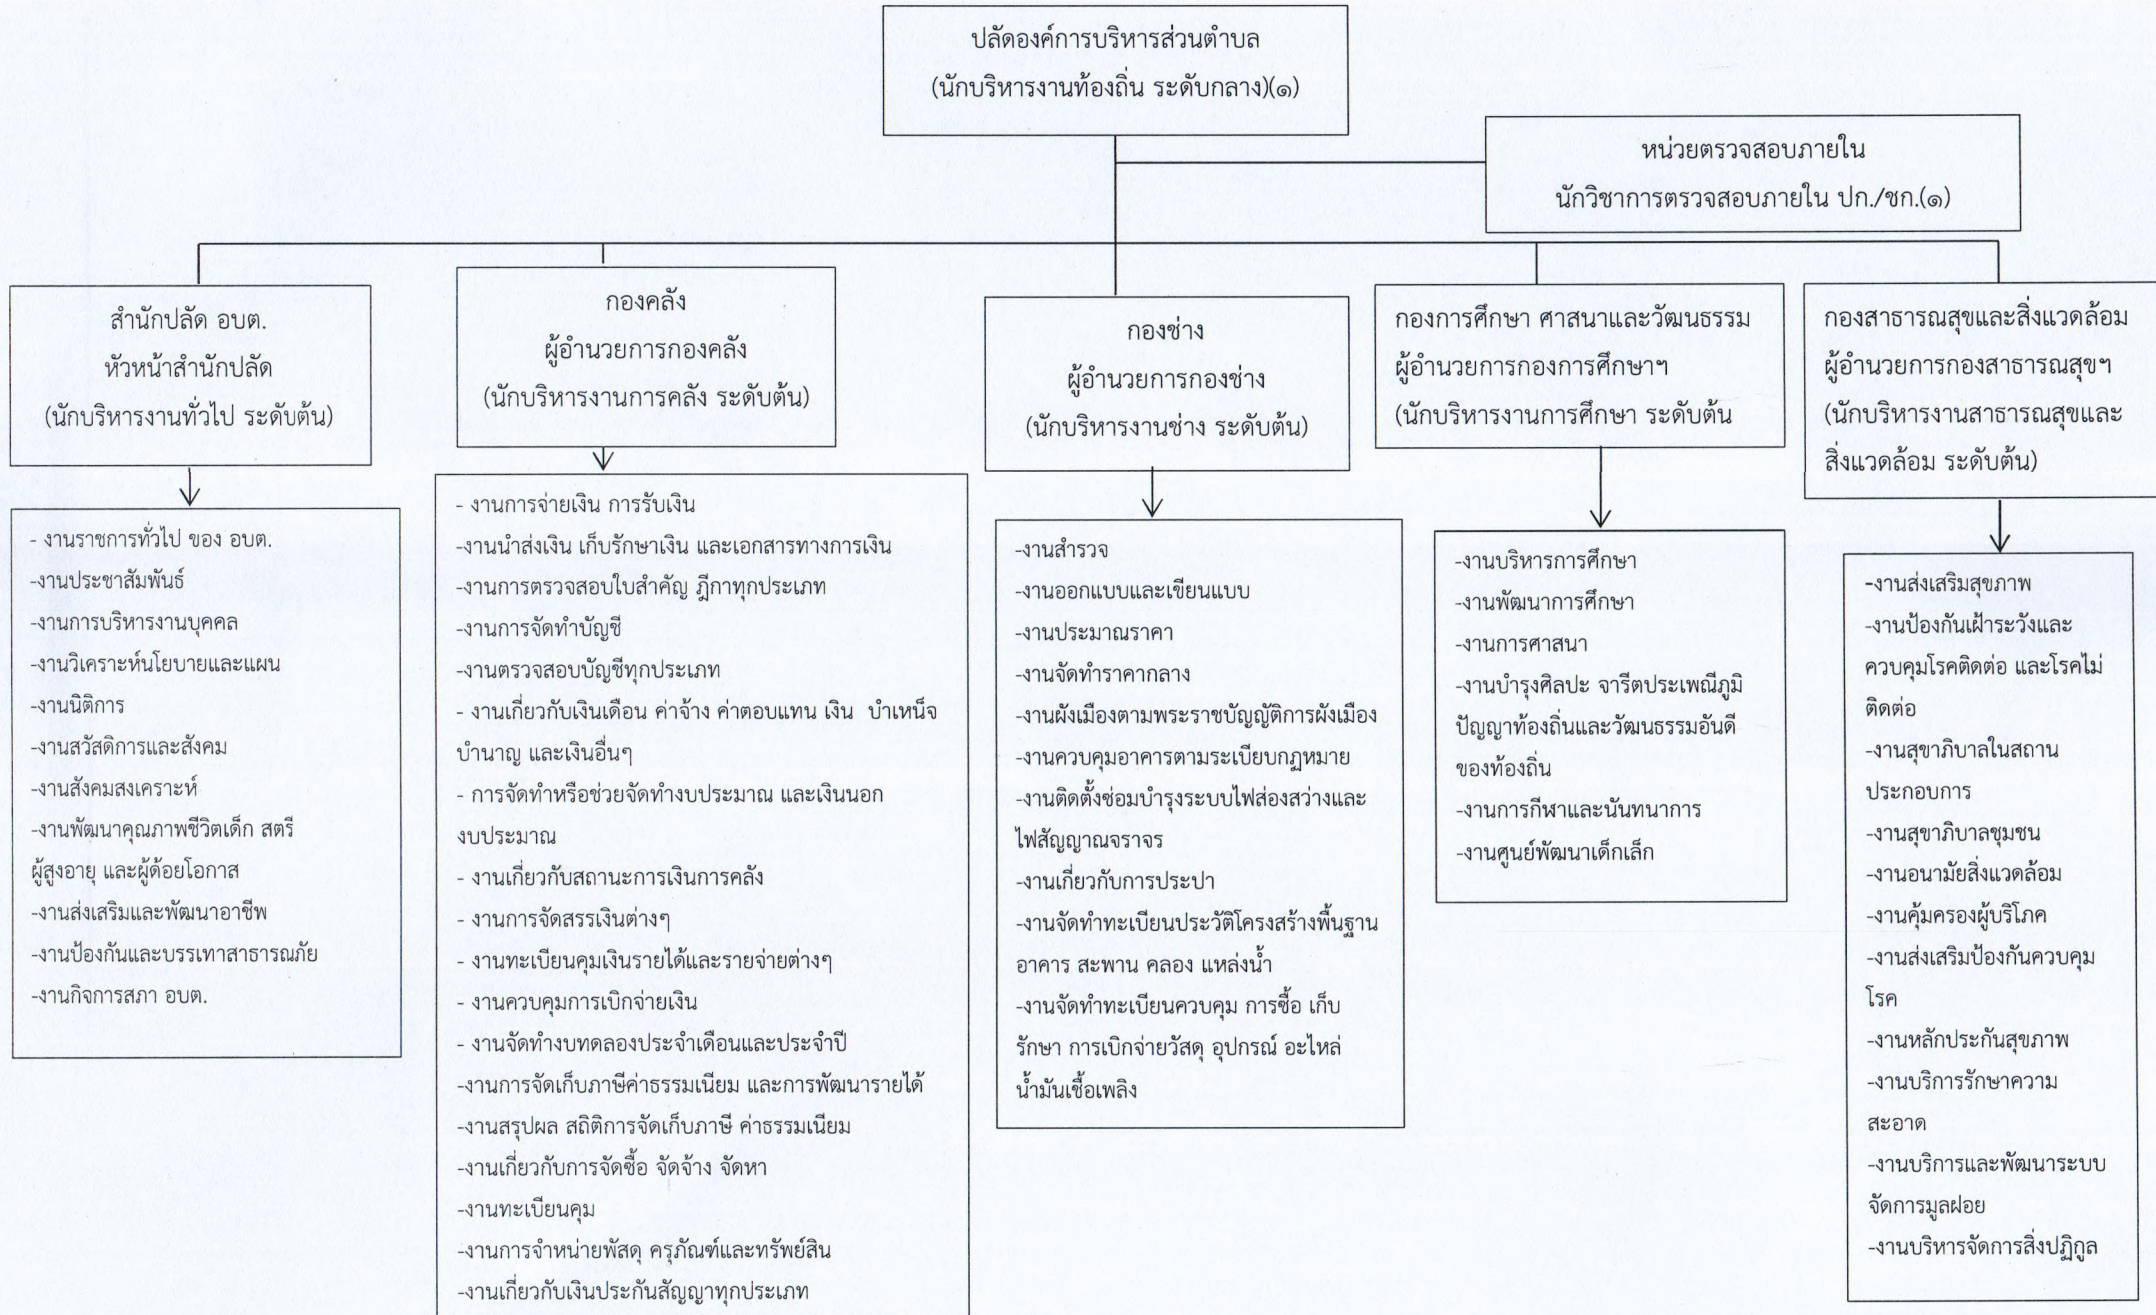 ปลัดองค์การบริหารส่วนตำบล
(นักบริหารงานท้องถิ่น ระดับกลาง)(๑)
หน่วยตรวจสอบภายใน
นักวิชาการตรวจสอบภายใน ปก./ชก.(๑)
สำนักปลัด อบต.
หัวหน้าสำนักปลัด
(นักบริหารงานทั่วไป ระดับต้น)
- งานราชการทั่วไป ของ อบต.
-งานประชาสัมพันธ์
-งานการบริหารงานบุคคล
-งานวิเคราะห์นโยบายและแผน
-งานนิติการ
-งานสวัสดิการและสังคม
-งานสังคมสงเคราะห์
-งานพัฒนาคุณภาพชีวิตเด็ก สตรี
ผู้สูงอายุ และผู้ด้อยโอกาส
-งานส่งเสริมและพัฒนาอาชีพ
-งานป้องกันและบรรเทาสาธารณภัย
-งานกิจการสภา อบต.
กองคลัง
ผู้อำนวยการกองคลัง
(นักบริหารงานการคลัง ระดับต้น)
- งานการจ่ายเงิน การรับเงิน
-งานนำส่งเงิน เก็บรักษาเงิน และเอกสารทางการเงิน
-งานการตรวจสอบใบสำคัญ ฎีกาทุกประเภท
-งานการจัดทำบัญชี
-งานตรวจสอบบัญชีทุกประเภท
- งานเกี่ยวกับเงินเดือน ค่าจ้าง ค่าตอบแทน เงิน  บำเหน็จ
บำนาญ และเงินอื่นๆ
- การจัดทำหรือช่วยจัดทำงบประมาณ และเงินนอก
งบประมาณ
- งานเกี่ยวกับสถานะการเงินการคลัง
- งานการจัดสรรเงินต่างๆ
- งานทะเบียนคุมเงินรายได้และรายจ่ายต่างๆ
- งานควบคุมการเบิกจ่ายเงิน
- งานจัดทำงบทดลองประจำเดือนและประจำปี
-งานการจัดเก็บภาษีค่าธรรมเนียม และการพัฒนารายได้
-งานสรุปผล สถิติการจัดเก็บภาษี ค่าธรรมเนียม
-งานเกี่ยวกับการจัดซื้อ จัดจ้าง จัดหา
-งานทะเบียนคุม
-งานการจำหน่ายพัสดุ ครุภัณฑ์และทรัพย์สิน
-งานเกี่ยวกับเงินประกันสัญญาทุกประเภท
กองช่าง
ผู้อำนวยการกองช่าง
(นักบริหารงานช่าง ระดับต้น)
-งานสำรวจ
-งานออกแบบและเขียนแบบ
-งานประมาณราคา
-งานจัดทำราคากลาง
-งานผังเมืองตามพระราชบัญญัติการผังเมือง
-งานควบคุมอาคารตามระเบียบกฎหมาย
-งานติดตั้งซ่อมบำรุงระบบไฟส่องสว่างและ
ไฟสัญญาณจราจร
-งานเกี่ยวกับการประปา
-งานจัดทำทะเบียนประวัติโครงสร้างพื้นฐาน
อาคาร สะพาน คลอง แหล่งน้ำ
-งานจัดทำทะเบียนควบคุม การซื้อ เก็บ
รักษา การเบิกจ่ายวัสดุ อุปกรณ์ อะไหล่
น้ำมันเชื้อเพลิง
กองการศึกษา ศาสนาและวัฒนธรรม
ผู้อำนวยการกองการศึกษาฯ
(นักบริหารงานการศึกษา ระดับต้น
-งานบริหารการศึกษา
-งานพัฒนาการศึกษา
-งานการศาสนา
-งานบำรุงศิลปะ จารีตประเพณีภูมิ
ปัญญาท้องถิ่นและวัฒนธรรมอันดี
ของท้องถิ่น
-งานการกีฬาและนันทนาการ
-งานศูนย์พัฒนาเด็กเล็ก
กองสาธารณสุขและสิ่งแวดล้อม
ผู้อำนวยการกองสาธารณสุขฯ
(นักบริหารงานสาธารณสุขและ
สิ่งแวดล้อม ระดับต้น)
-งานส่งเสริมสุขภาพ
-งานป้องกันเฝ้าระวังและ
ควบคุมโรคติดต่อ และโรคไม่
ติดต่อ
-งานสุขาภิบาลในสถาน
ประกอบการ
-งานสุขาภิบาลชุมชน
-งานอนามัยสิ่งแวดล้อม
-งานคุ้มครองผู้บริโภค
-งานส่งเสริมป้องกันควบคุม
โรค
-งานหลักประกันสุขภาพ
-งานบริการรักษาความ
สะอาด
-งานบริการและพัฒนาระบบ
จัดการมูลฝอย
-งานบริหารจัดการสิ่งปฏิกูล